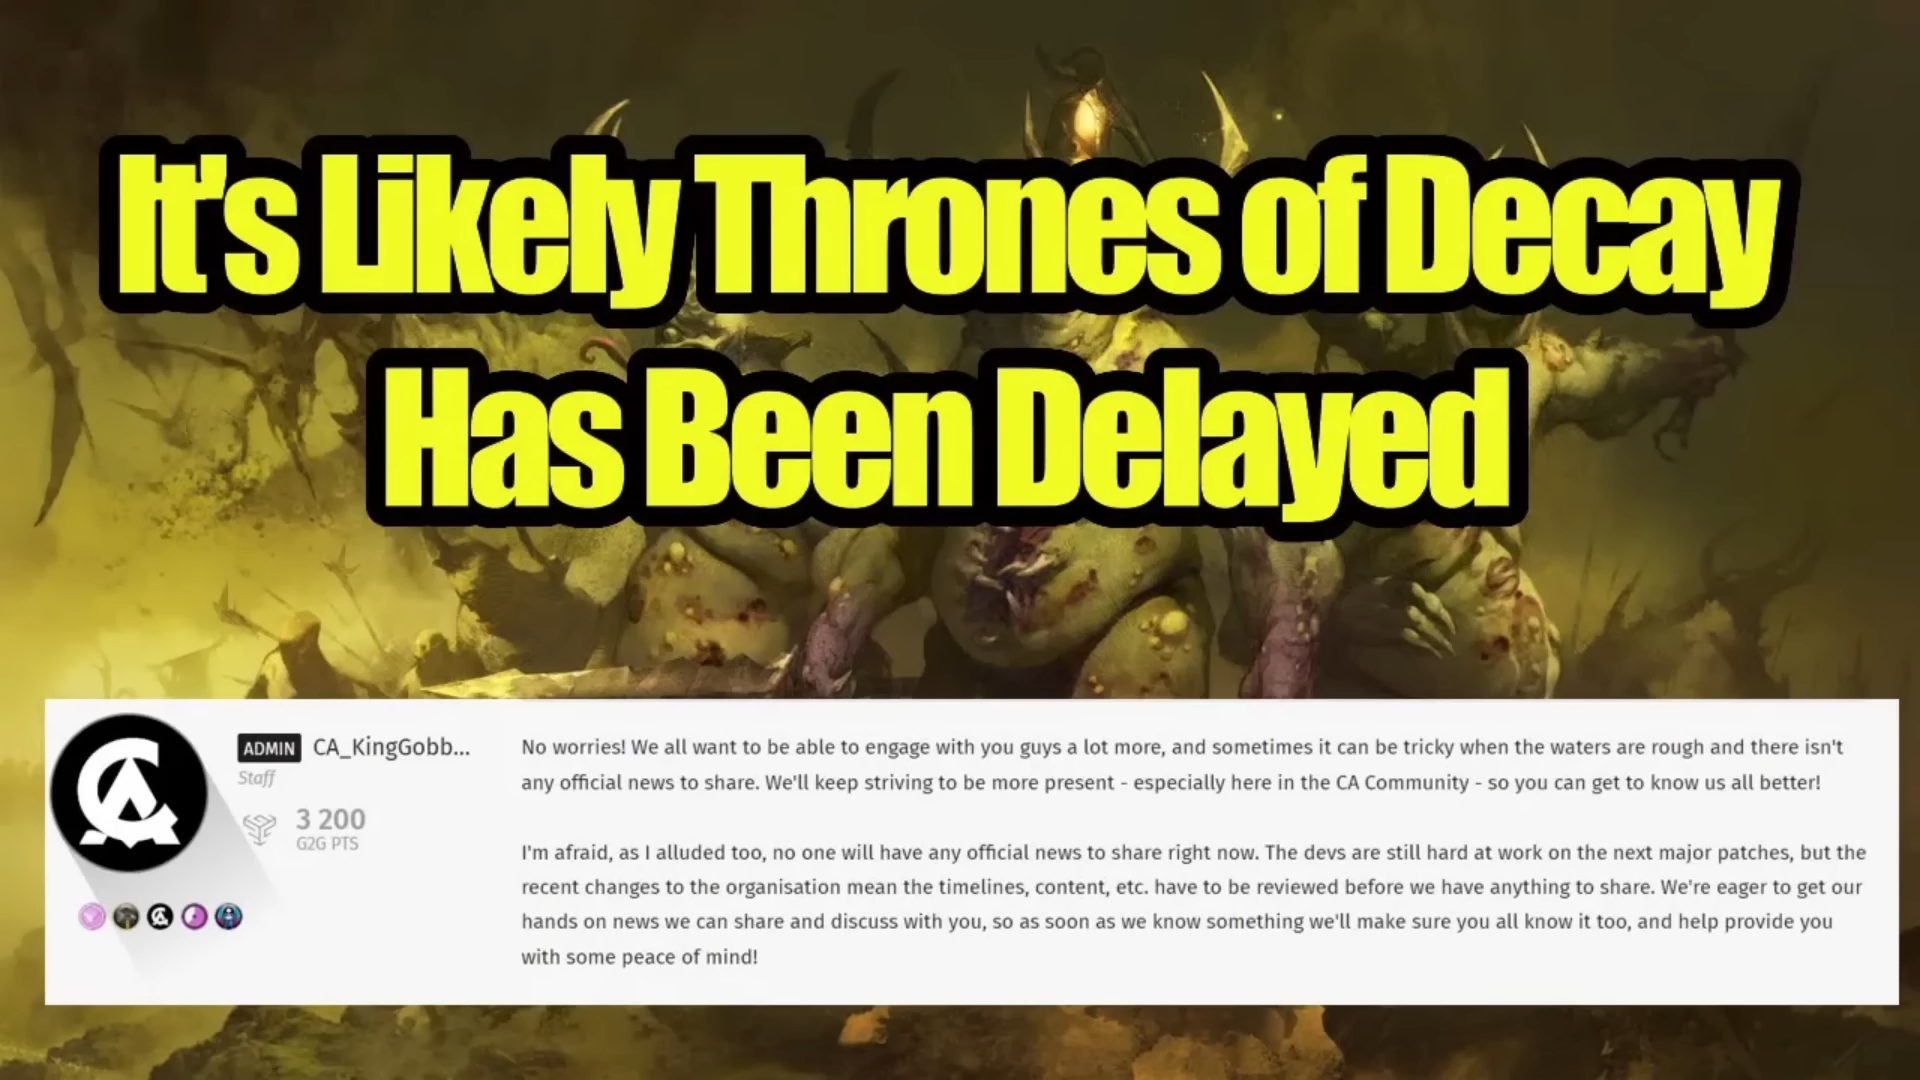 It's Likely Thrones of Decay
Has Been Delayed
ADMIN CA_KingGobb...
Staff
3 200
G2G PTS
No worries! We all want to be able to engage with you guys a lot more, and sometimes it can be tricky when the waters are rough and there isn't
any official news to share. We'll keep striving to be more present - especially here in the CA Community - so you can get to know us all better!
I'm afraid, as I alluded too, no one will have any official news to share right now. The devs are still hard at work on the next major patches, but the
recent changes to the organisation mean the timelines, content, etc. have to be reviewed before we have anything to share. We're eager to get our
hands on news we can share and discuss with you, so as soon as we know something we'll make sure you all know it too, and help provide you
with some peace of mind!